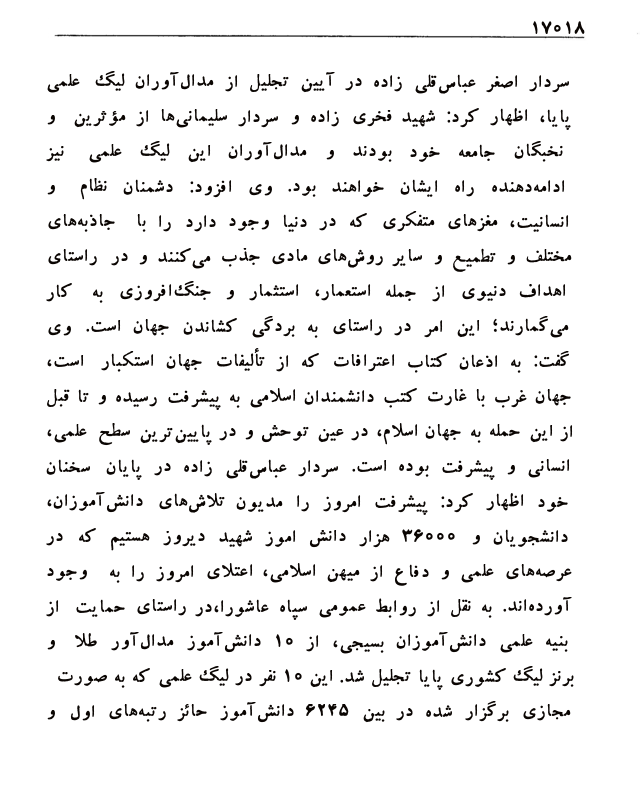 ۱۷۰۱۸
سردار اصغر عباس‌قلی زاده در آیین تجلیل از مدال‌آوران لیگ علمی
پایا، اظهار کرد: شهید فخری زاده و سردار سلیمانی‌ها از مؤثرین و
نخبگان جامعه خود بودند و مدال‌آوران این لیگ علمی نیز
ادامه‌دهنده راه ایشان خواهند بود. وی افزود: دشمنان نظام و
انسانیت، مغزهای متفکری که در دنیا وجود دارد را با جاذبه‌های
مختلف و تطمیع و سایر روش‌های مادی جذب می‌کنند و در راستای
اهداف دنیوی از جمله استعمار، استثمار و جنگ‌افروزی به کار
می‌گمارند؛ این امر در راستای به بردگی کشاندن جهان است. وی
گفت: به اذعان کتاب اعترافات که از تألیفات جهان استکبار است،
جهان غرب با غارت کتب دانشمندان اسلامی به پیشرفت رسیده و تا قبل
از این حمله به جهان اسلام، در عین توحش و در پایین‌ترین سطح علمی،
انسانی و پیشرفت بوده است. سردار عباس‌قلی زاده در پایان سخنان
خود اظهار کرد: پیشرفت امروز را مدیون تلاش‌های دانش‌آموزان،
دانشجویان و ۳۶۰۰۰ هزار دانش اموز شهید دیروز هستیم که در
عرصه‌های علمی و دفاع از میهن اسلامی، اعتلای امروز را به وجود
آورده‌اند. به نقل از روابط عمومی سپاه عاشورا،در راستای حمایت از
بنیه علمی دانش‌آموزان بسیجی، از ۱۰ دانش‌آموز مدال‌آور طلا و
برنز لیگ کشوری پایا تجلیل شد. این ۱۰ نفر در لیگ علمی که به صورت
مجازی برگزار شده در بین ۶۲۴۵ دانش‌آموز حائز رتبه‌های اول و